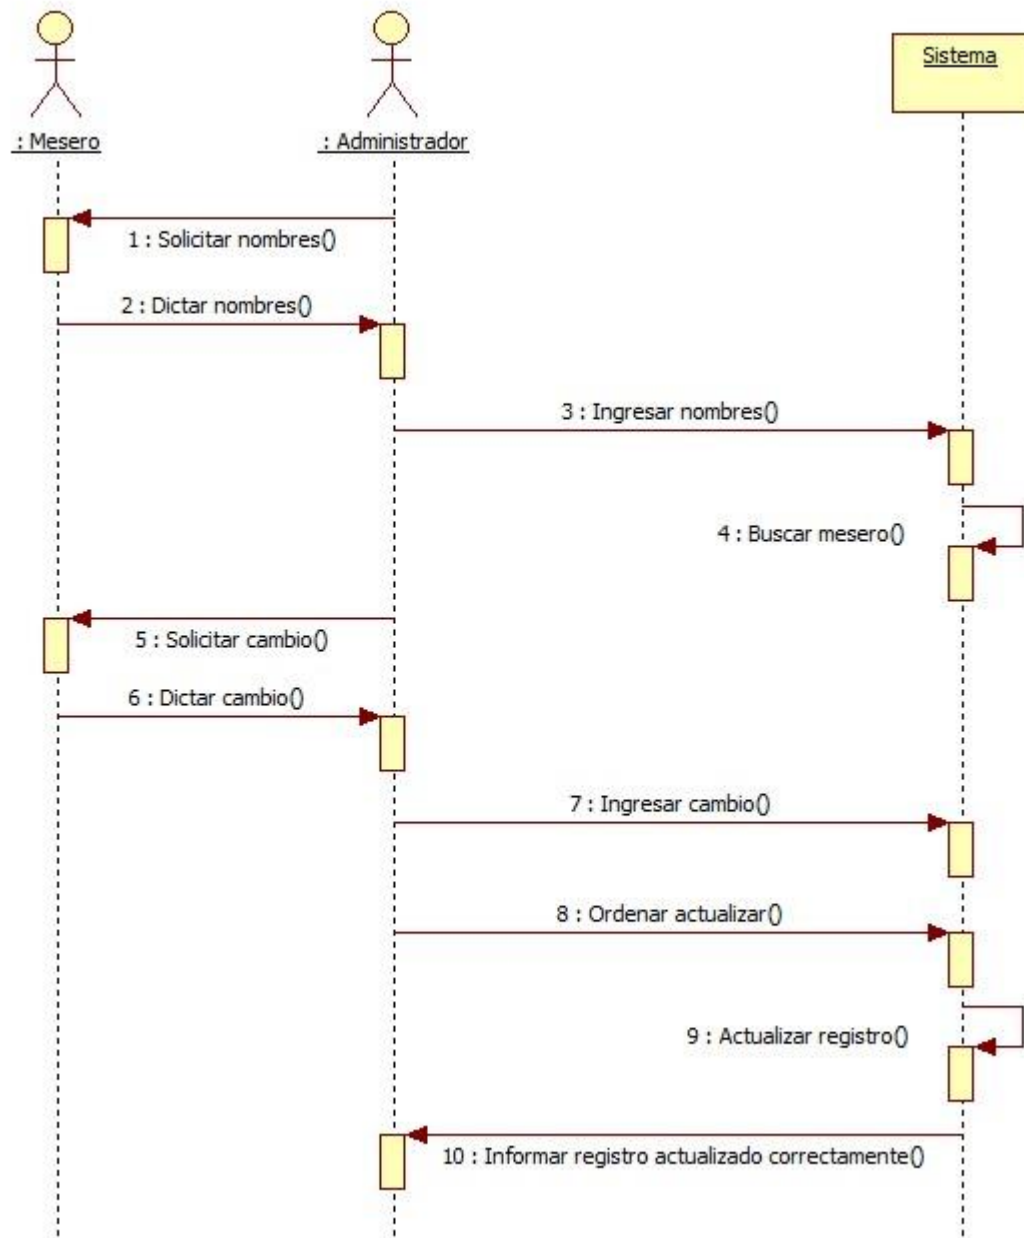 Sistema
: Mesero
: Administrador
1 : Solicitar nombres()
2 : Dictar nombres()
3 : Ingresar nombres()
4 : Buscar mesero()
5 : Solicitar cambio()
6 : Dictar cambio()
7 : Ingresar cambio()
8 : Ordenar actualizar()
9 : Actualizar registro()
10 : Informar registro actualizado correctamente()